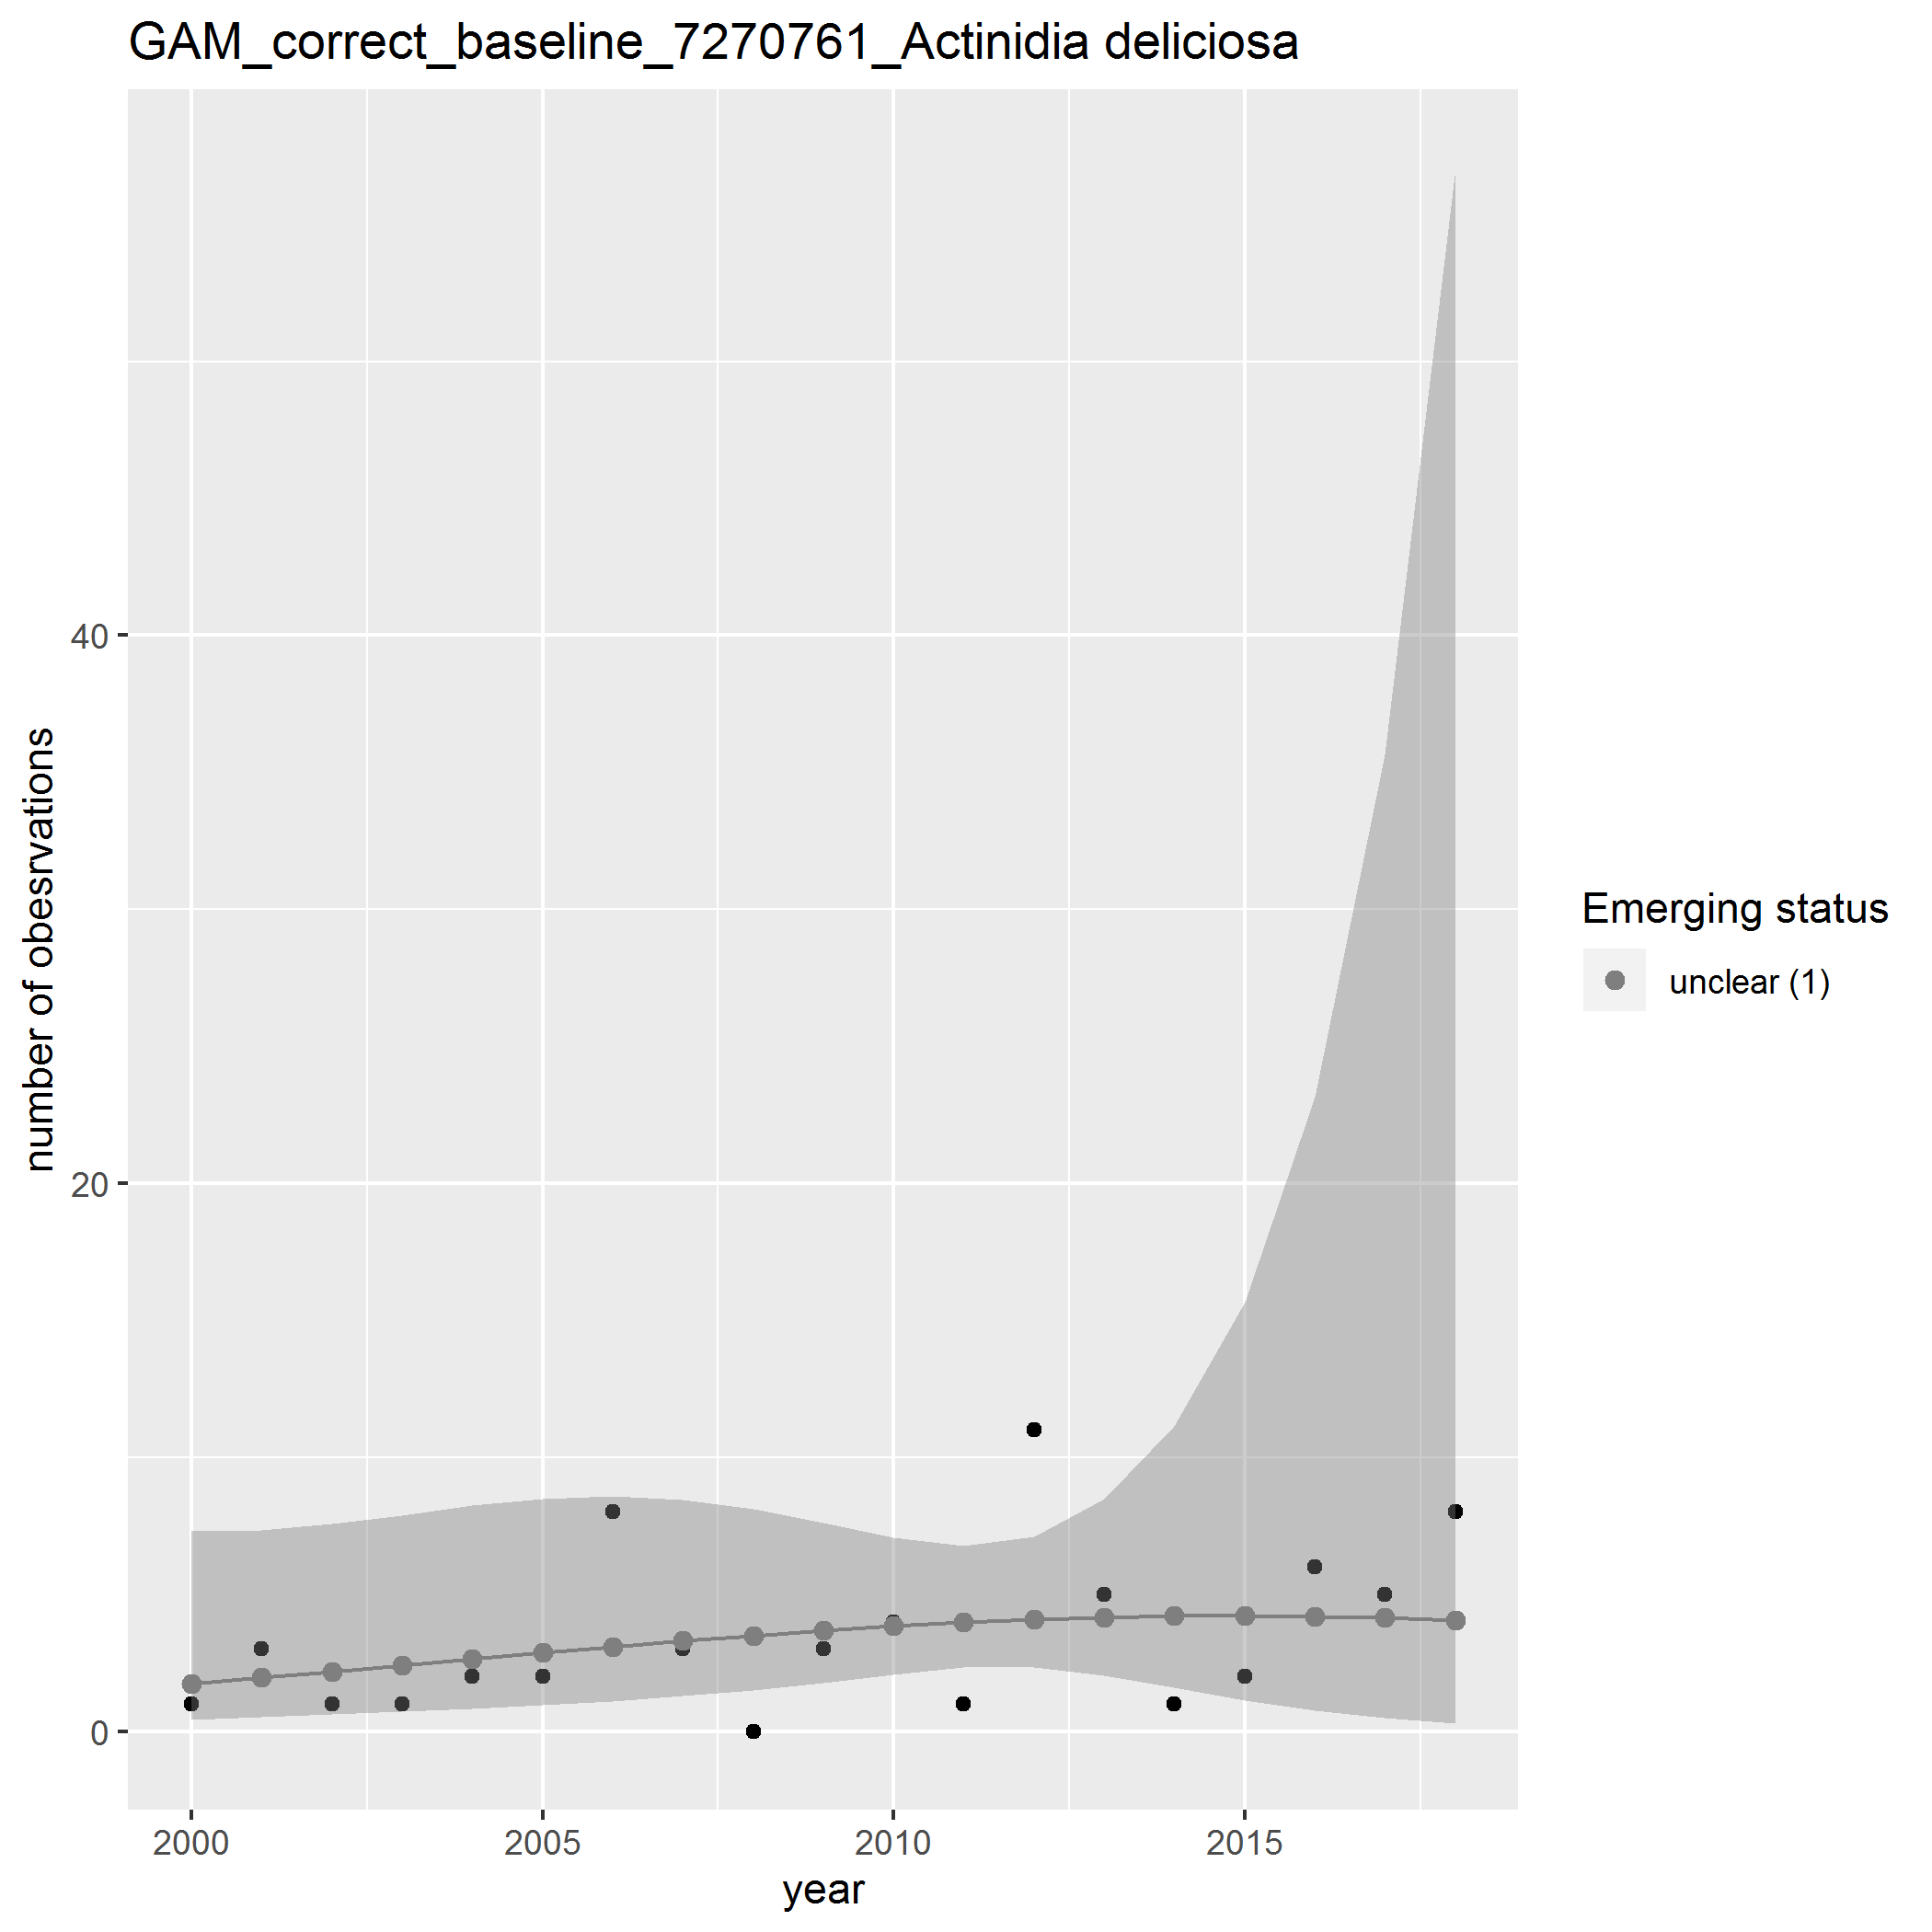 GAM_correct_baseline_7270761_Actinidia deliciosa
number of obesrvations
40
20
0
2000
2005
2010
2015
year
Emerging status
unclear (1)